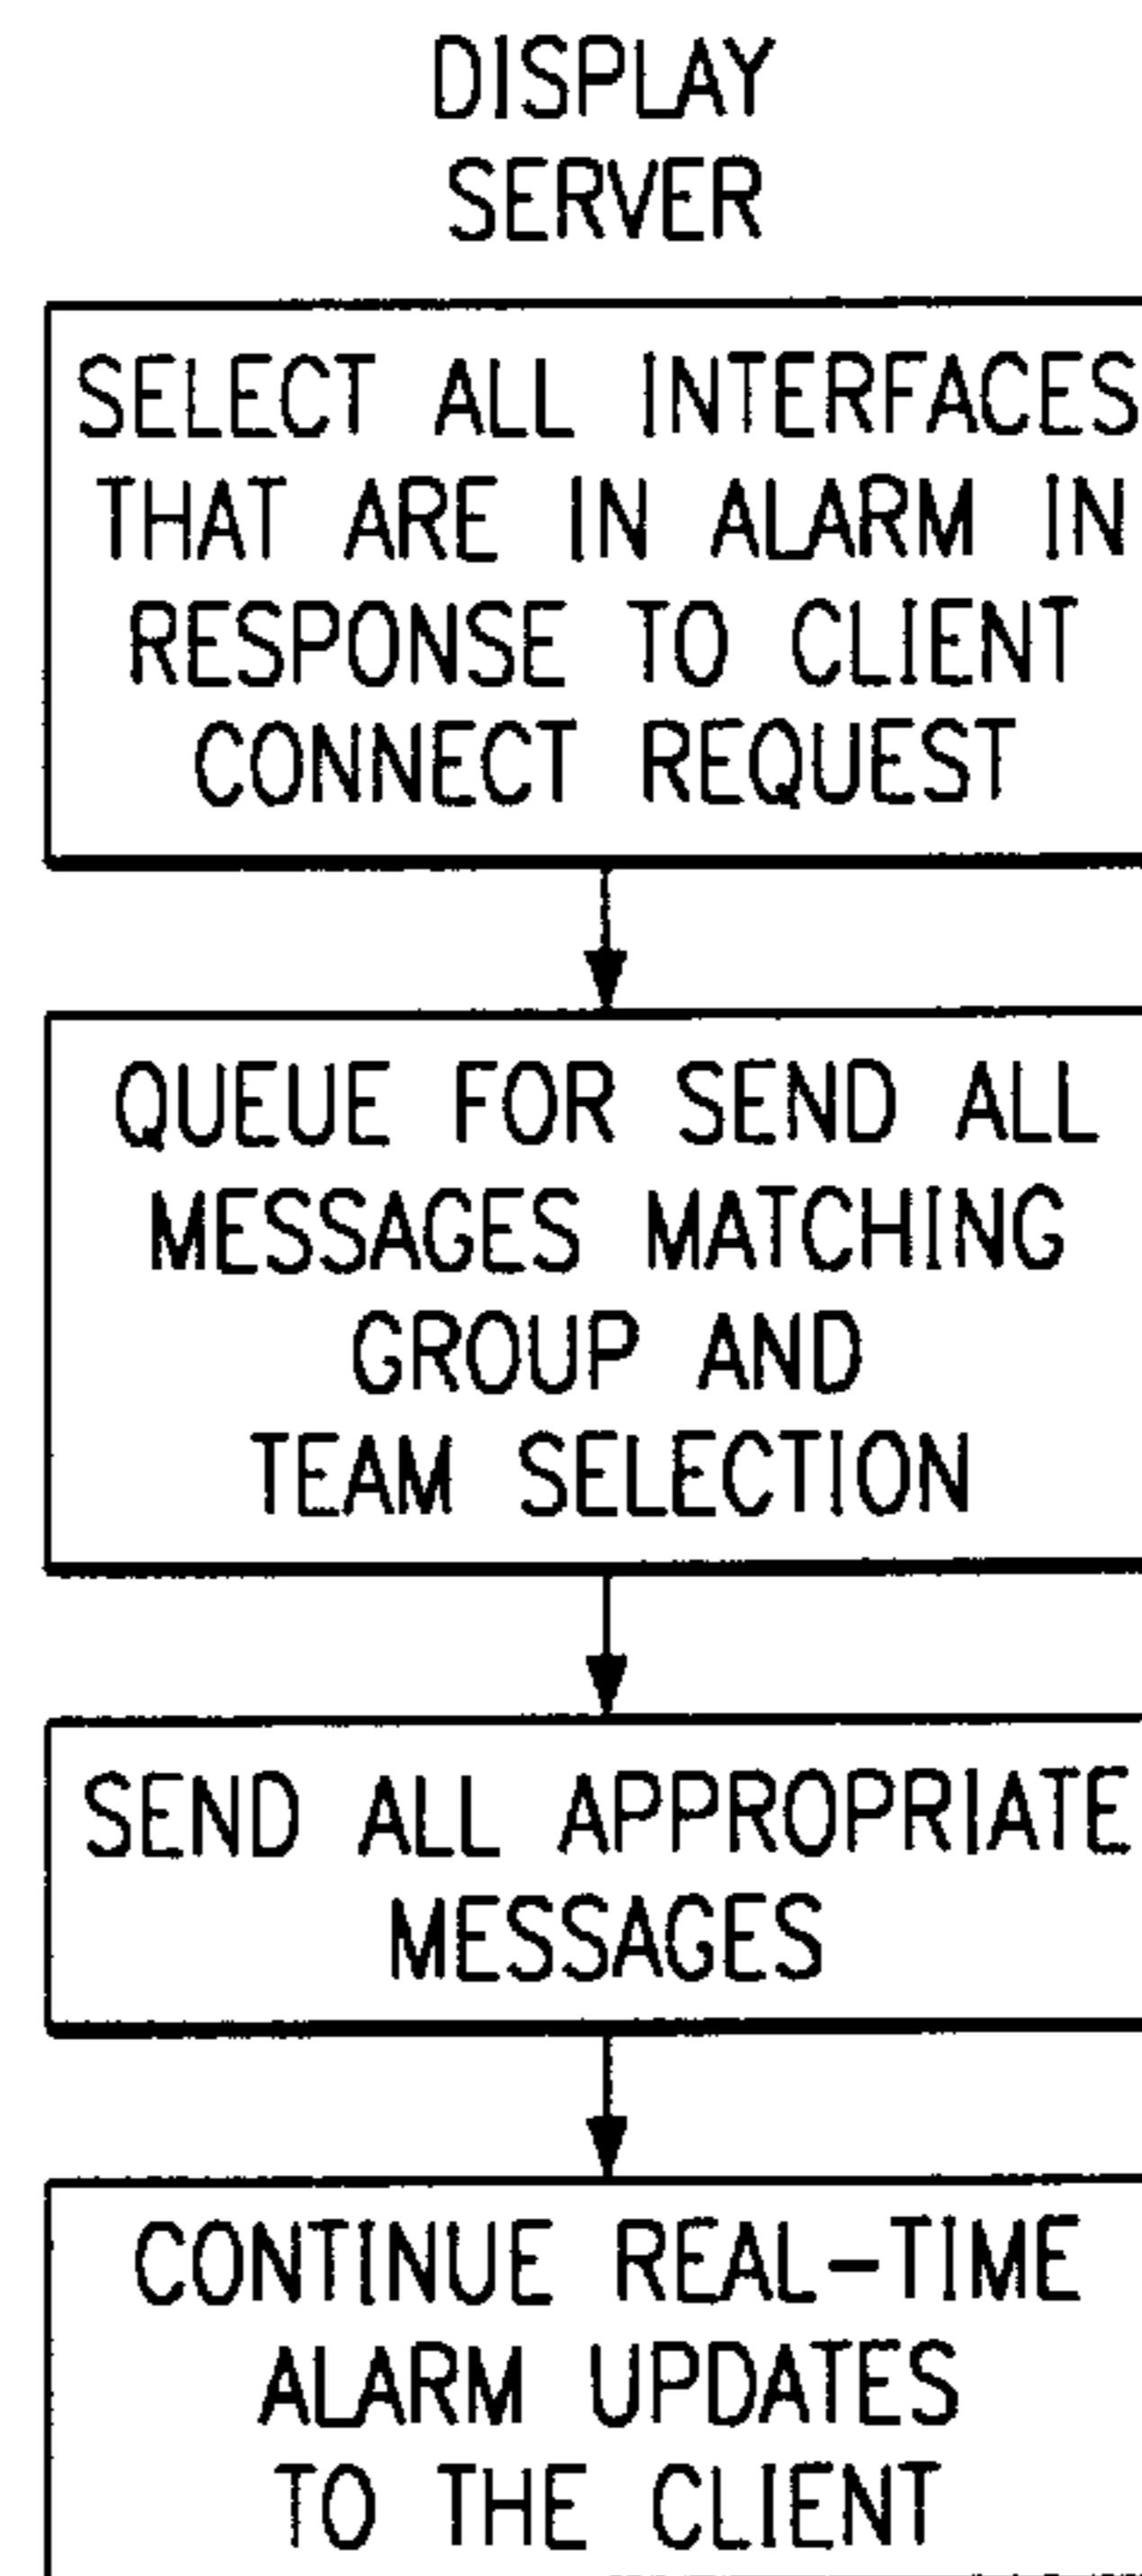 DISPLAY
SERVER
SELECT ALL INTERFACES
THAT ARE IN ALARM IN
RESPONSE TO CLIENT
CONNECT REQUEST
QUEUE FOR SEND ALL
MESSAGES MATCHING
GROUP AND
TEAM SELECTION
SEND ALL APPROPRIATE
MESSAGES
CONTINUE REAL-TIME
ALARM UPDATES
TO THE CLIENT